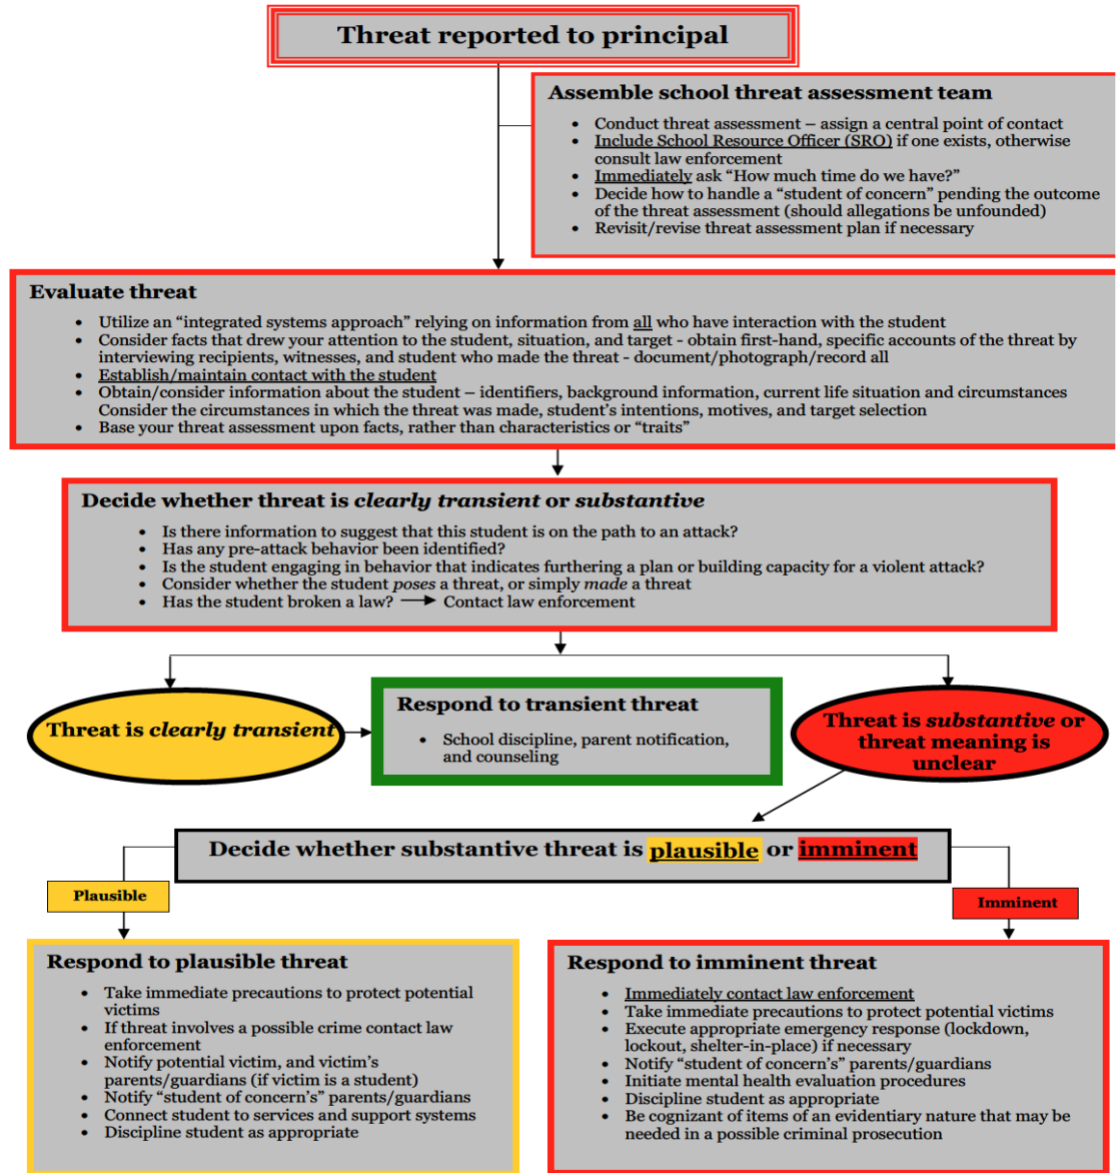 Threat reported to principal
Assemble school threat assessment team
• Conduct threat assessment – assign a central point of contact
• Include School Resource Officer (SRO) if one exists, otherwise
consult law enforcement
• Immediately ask “How much time do we have?”
• Decide how to handle a “student of concern” pending the outcome
of the threat assessment (should allegations be unfounded)
• Revisit/revise threat assessment plan if necessary
Evaluate threat
• Utilize an “integrated systems approach” relying on information from all who have interaction with the student
• Consider facts that drew your attention to the student, situation, and target - obtain first-hand, specific accounts of the threat by
interviewing recipients, witnesses, and student who made the threat - document/photograph/record all
• Establish/maintain contact with the student
• Obtain/consider information about the student – identifiers, background information, current life situation and circumstances
Consider the circumstances in which the threat was made, student’s intentions, motives, and target selection
• Base your threat assessment upon facts, rather than characteristics or “traits”
Decide whether threat is clearly transient or substantive
• Is there information to suggest that this student is on the path to an attack?
• Has any pre-attack behavior been identified?
• Is the student engaging in behavior that indicates furthering a plan or building capacity for a violent attack?
• Consider whether the student poses a threat, or simply made a threat
• Has the student broken a law? → Contact law enforcement
Threat is clearly transient
Respond to transient threat
• School discipline, parent notification,
and counseling
Threat is substantive or
threat meaning is
unclear
Decide whether substantive threat is plausible or imminent
Plausible
Imminent
Respond to plausible threat
• Take immediate precautions to protect potential
victims
• If threat involves a possible crime contact law
enforcement
• Notify potential victim, and victim’s
parents/guardians (if victim is a student)
• Notify “student of concern’s” parents/guardians
• Connect student to services and support systems
• Discipline student as appropriate
Respond to imminent threat
• Immediately contact law enforcement
• Take immediate precautions to protect potential victims
• Execute appropriate emergency response (lockdown,
lockout, shelter-in-place) if necessary
• Notify “student of concern’s” parents/guardians
• Initiate mental health evaluation procedures
• Discipline student as appropriate
• Be cognizant of items of an evidentiary nature that may be
needed in a possible criminal prosecution